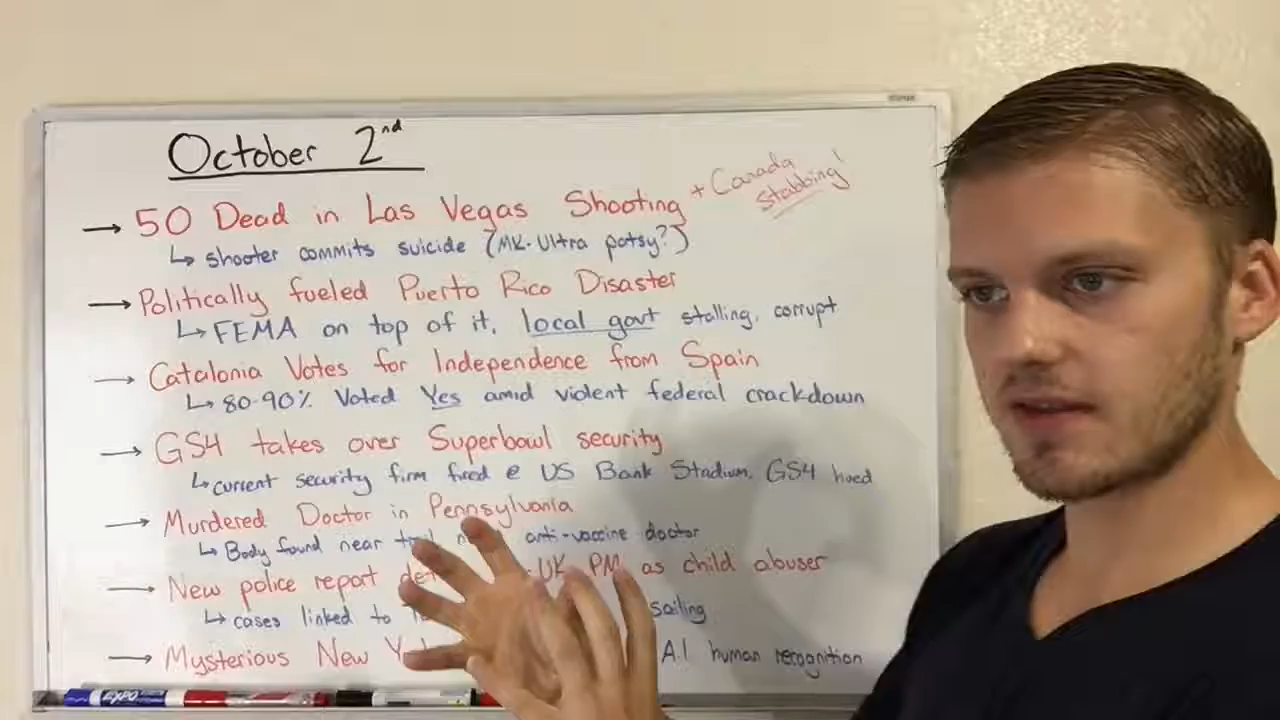 October 2nd
→ 50 Dead in Las Vegas Shooting + Canada Stabbing!
↳ shooter commits suicide (MK-Ultra patsy?)
→ Politically fueled Puerto Rico Disaster
↳ FEMA on top of it, local govt stalling, corrupt
→ Catalonia Votes for Independence from Spain
↳ 80-90% Voted Yes amid violent federal crackdown
→ GS4 takes over Superbowl security
↳ current security firm fired @ US Bank Stadium, GS4 hired
→ Murdered Doctor in Pennsylvania
↳ Body found near anti-vaccine doctor
→ New police report UK PM as child abuser
↳ cases linked to sailing
→ Mysterious New A.I human recognition
EXPO